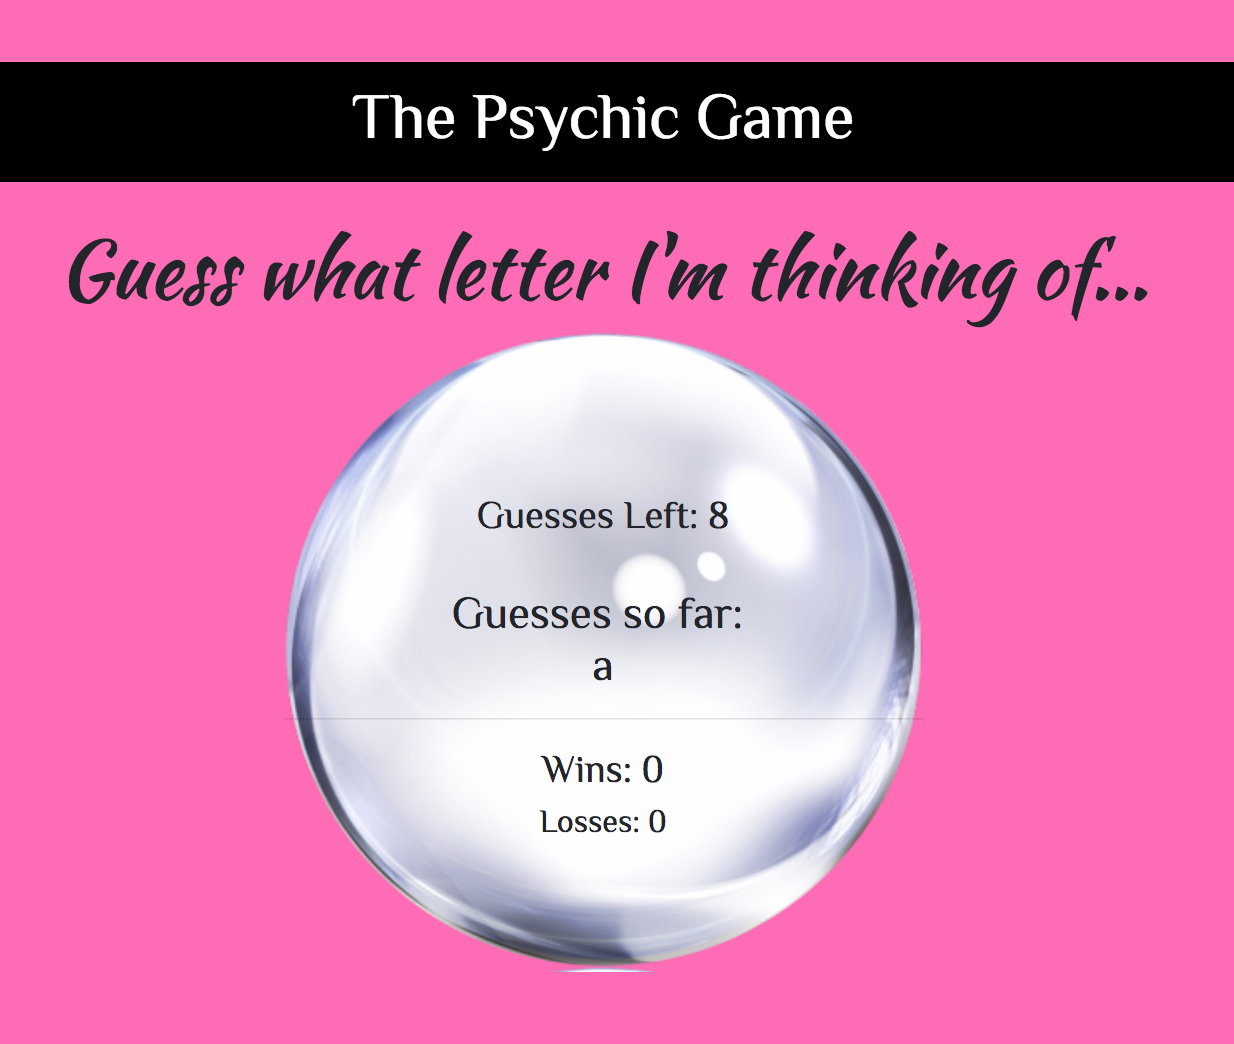 The Psychic Game
Guess what letter I'm thinking of...
Guesses Left: 8
Guesses so far:
a
Wins: 0
Losses: 0